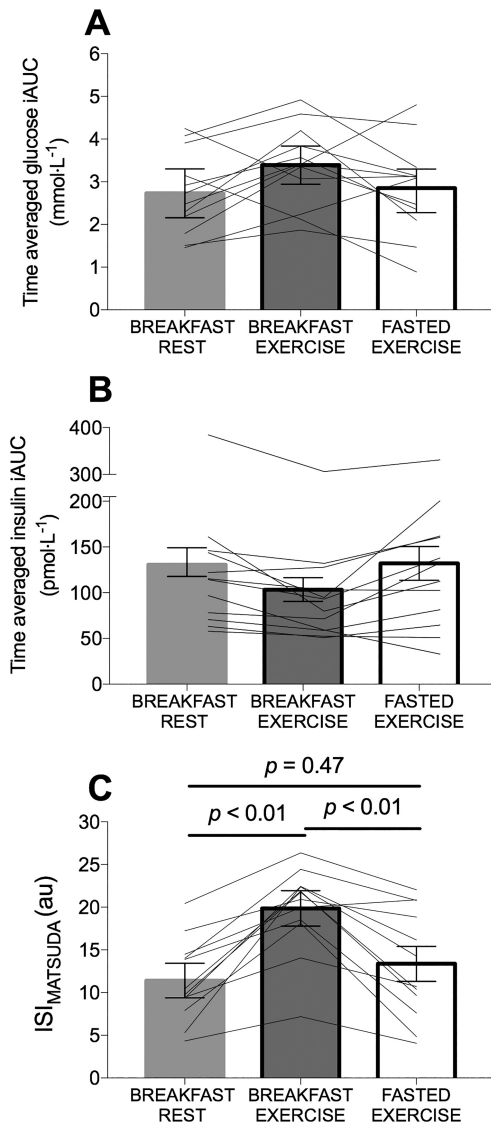 A
Time averaged glucose iAUC
(mmol·L⁻¹)
6
5
4
3
2
1
0
BREAKFAST
REST
BREAKFAST
EXERCISE
FASTED
EXERCISE
B
Time averaged insulin iAUC
(pmol·L⁻¹)
400
300
200
150
100
50
0
BREAKFAST
REST
BREAKFAST
EXERCISE
FASTED
EXERCISE
C
p = 0.47
p < 0.01
p < 0.01
ISI_MATSUDA (au)
30
25
20
15
10
5
0
BREAKFAST
REST
BREAKFAST
EXERCISE
FASTED
EXERCISE